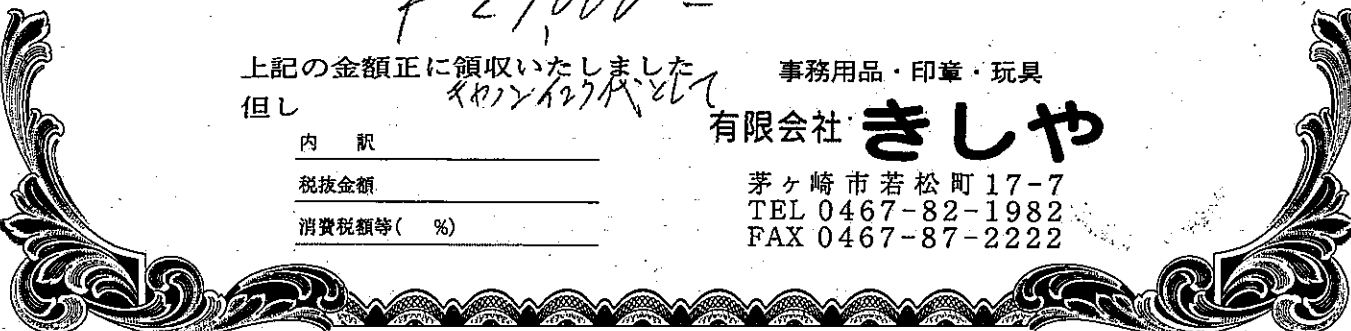 上記の金額正に領収いたしました
但し キヤノンインク代として
内 訳
税抜金額
消費税額等( %)
事務用品・印章・玩具
有限会社 きしや
茅ヶ崎市若松町17-7
TEL 0467-82-1982
FAX 0467-87-2222